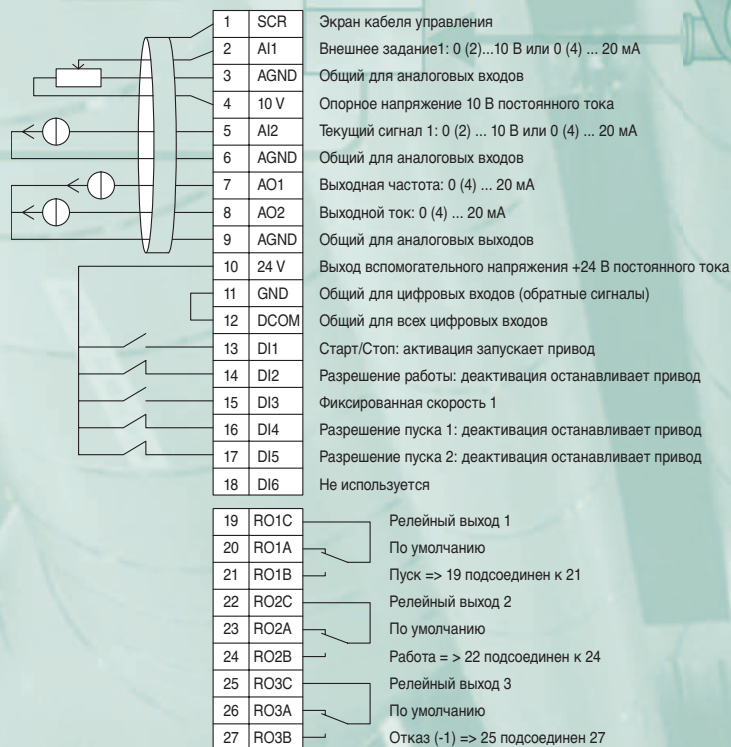 1 SCR Экран кабеля управления
2 AI1 Внешнее задание1: 0 (2)...10 В или 0 (4) ... 20 мА
3 AGND Общий для аналоговых входов
4 10 V Опорное напряжение 10 В постоянного тока
5 AI2 Текущий сигнал 1: 0 (2) ... 10 В или 0 (4) ... 20 мА
6 AGND Общий для аналоговых входов
7 AO1 Выходная частота: 0 (4) ... 20 мА
8 AO2 Выходной ток: 0 (4) ... 20 мА
9 AGND Общий для аналоговых выходов
10 24 V Выход вспомогательного напряжения +24 В постоянного тока
11 GND Общий для цифровых входов (обратные сигналы)
12 DCOM Общий для всех цифровых входов
13 DI1 Старт/Стоп: активация запускает привод
14 DI2 Разрешение работы: деактивация останавливает привод
15 DI3 Фиксированная скорость 1
16 DI4 Разрешение пуска 1: деактивация останавливает привод
17 DI5 Разрешение пуска 2: деактивация останавливает привод
18 DI6 Не используется
19 RO1C Релейный выход 1
20 RO1A По умолчанию
21 RO1B Пуск => 19 подсоединен к 21
22 RO2C Релейный выход 2
23 RO2A По умолчанию
24 RO2B Работа = > 22 подсоединен к 24
25 RO3C Релейный выход 3
26 RO3A По умолчанию
27 RO3B Отказ (-1) => 25 подсоединен 27